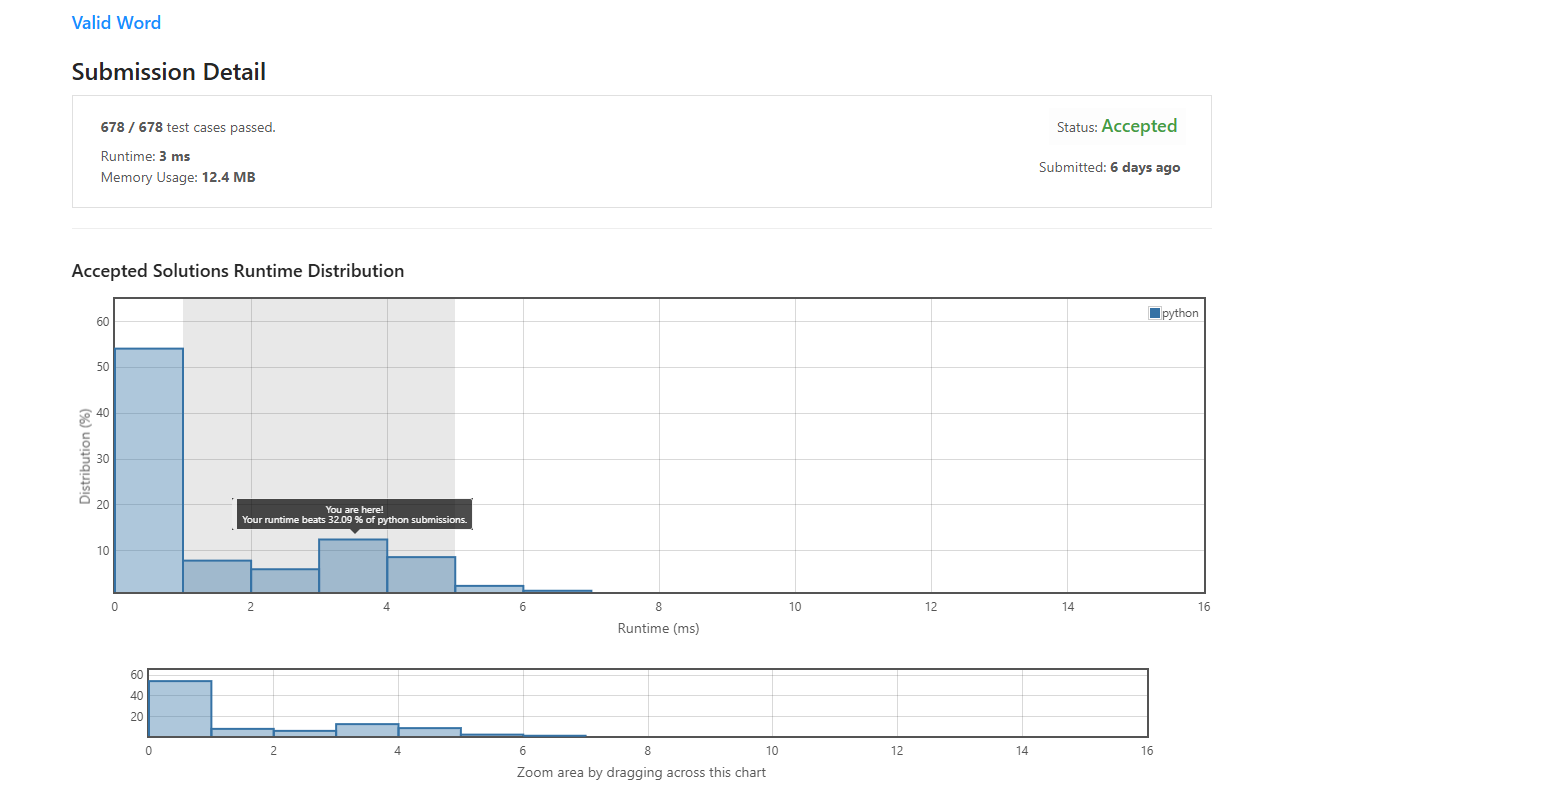 Valid Word
Submission Detail
678 / 678 test cases passed.
Status: Accepted
Runtime: 3 ms
Submitted: 6 days ago
Memory Usage: 12.4 MB
Accepted Solutions Runtime Distribution
python
60
50
40
30
20
10
Distribution (%)
You are here!
Your runtime beats 32.09 % of python submissions.
0 2 4 6 8 10 12 14 16
Runtime (ms)
60
40
20
0 2 4 6 8 10 12 14 16
Zoom area by dragging across this chart